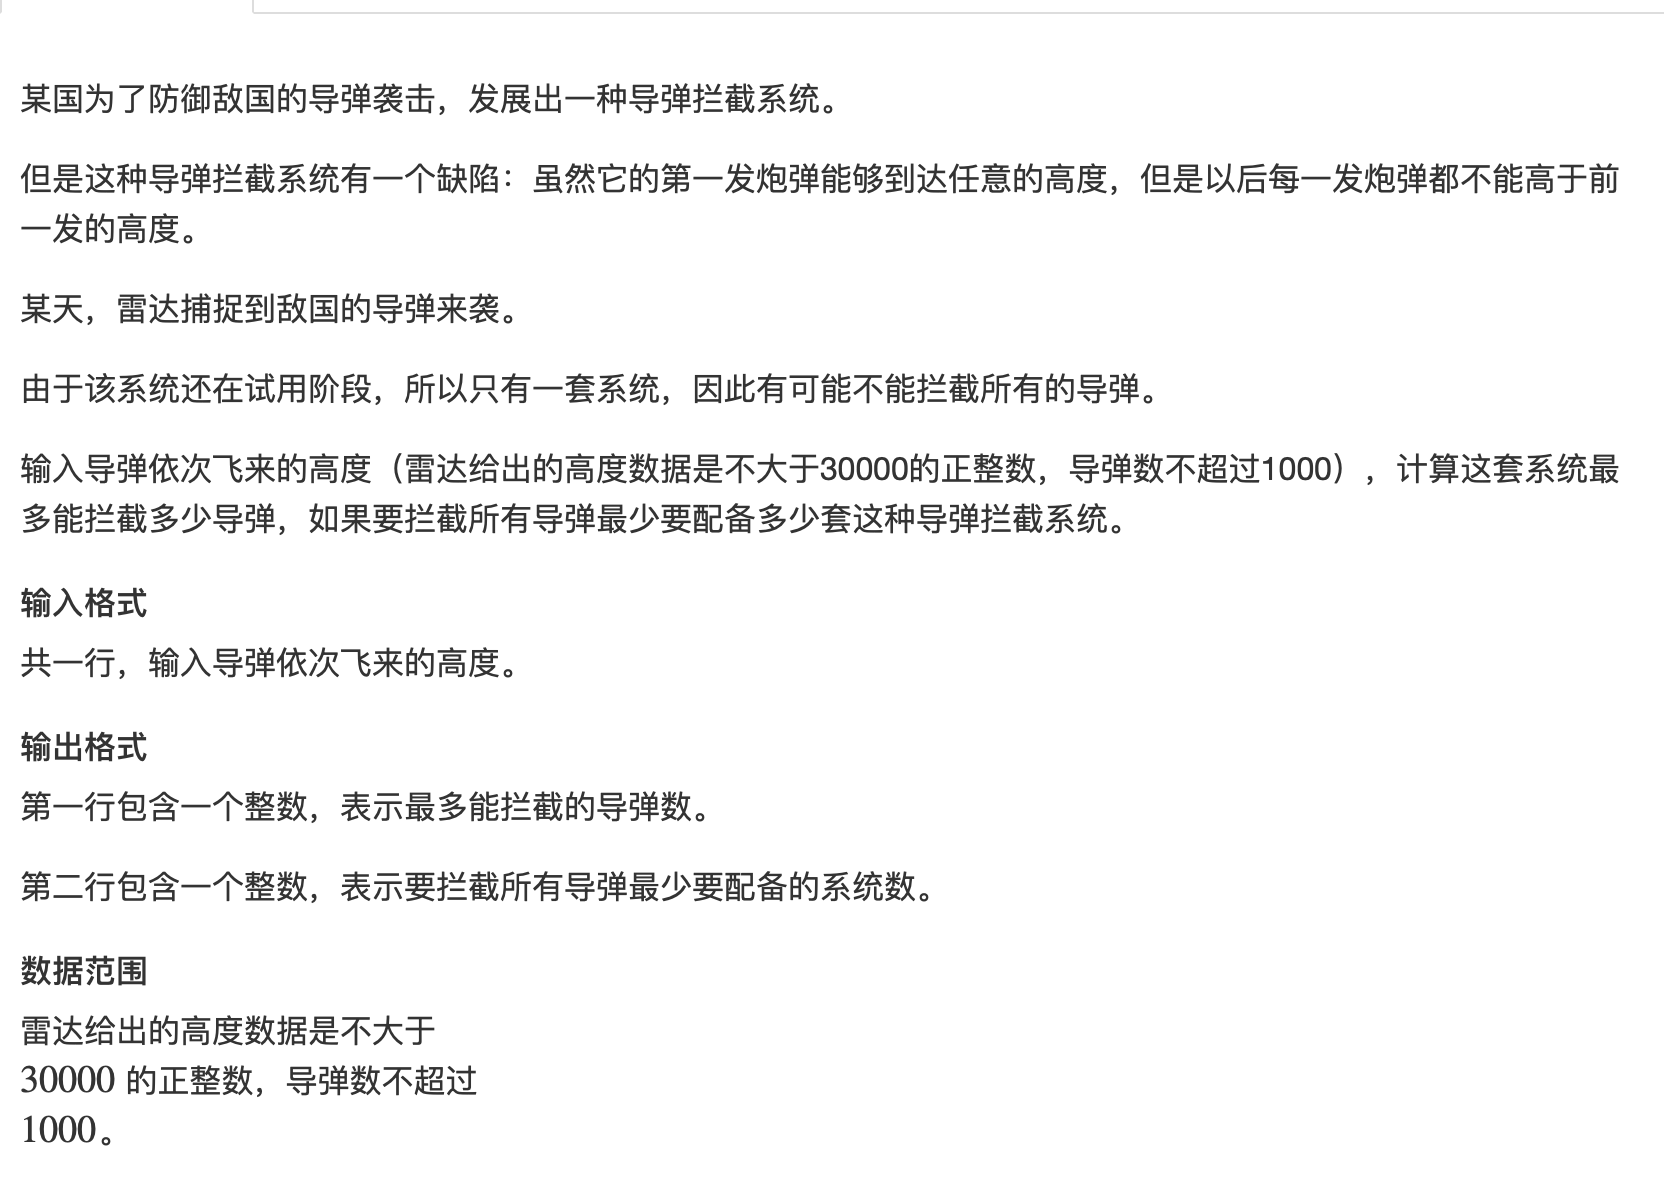 某国为了防御敌国的导弹袭击，发展出一种导弹拦截系统。
但是这种导弹拦截系统有一个缺陷：虽然它的第一发炮弹能够到达任意的高度，但是以后每一发炮弹都不能高于前
一发的高度。
某天，雷达捕捉到敌国的导弹来袭。
由于该系统还在试用阶段，所以只有一套系统，因此有可能不能拦截所有的导弹。
输入导弹依次飞来的高度（雷达给出的高度数据是不大于30000的正整数，导弹数不超过1000），计算这套系统最
多能拦截多少导弹，如果要拦截所有导弹最少要配备多少套这种导弹拦截系统。
输入格式
共一行，输入导弹依次飞来的高度。
输出格式
第一行包含一个整数，表示最多能拦截的导弹数。
第二行包含一个整数，表示要拦截所有导弹最少要配备的系统数。
数据范围
雷达给出的高度数据是不大于
30000 的正整数，导弹数不超过
1000。